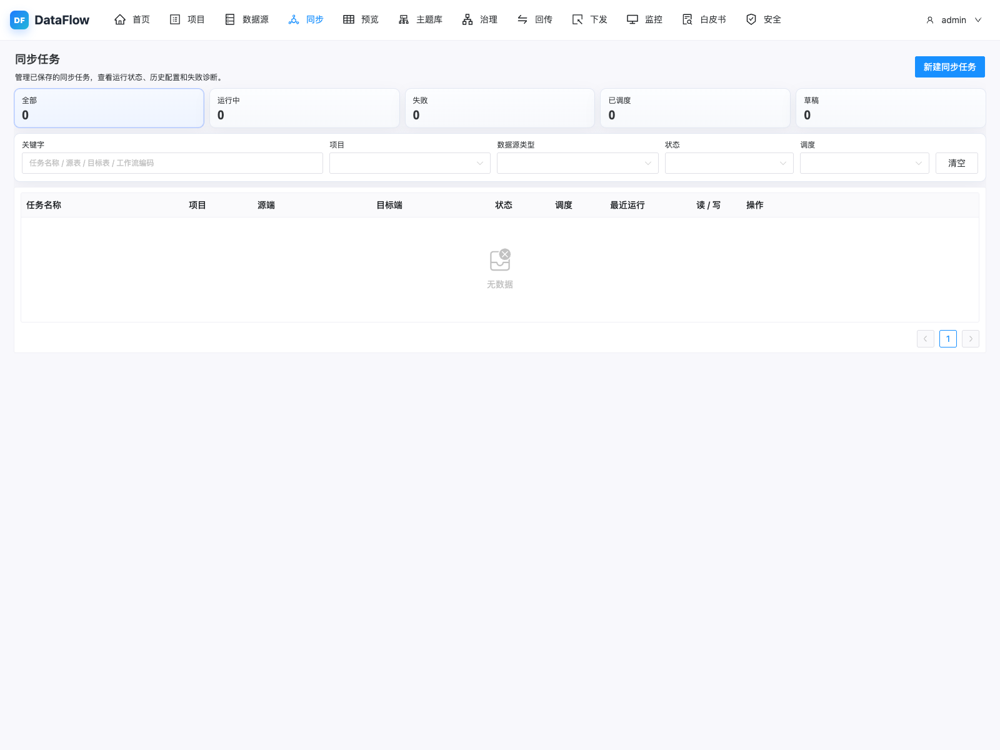 DF DataFlow 首页 项目 数据源 同步 预览 主题库 治理 回传 下发 监控 白皮书 安全 admin
同步任务
新建同步任务
管理已保存的同步任务，查看运行状态、历史配置和失败诊断。
全部 运行中 失败 已调度 草稿
0 0 0 0 0
关键字 项目 数据源类型 状态 调度
任务名称 / 源表 / 目标表 / 工作流编码 清空
任务名称 项目 源端 目标端 状态 调度 最近运行 读 / 写 操作
无数据
1